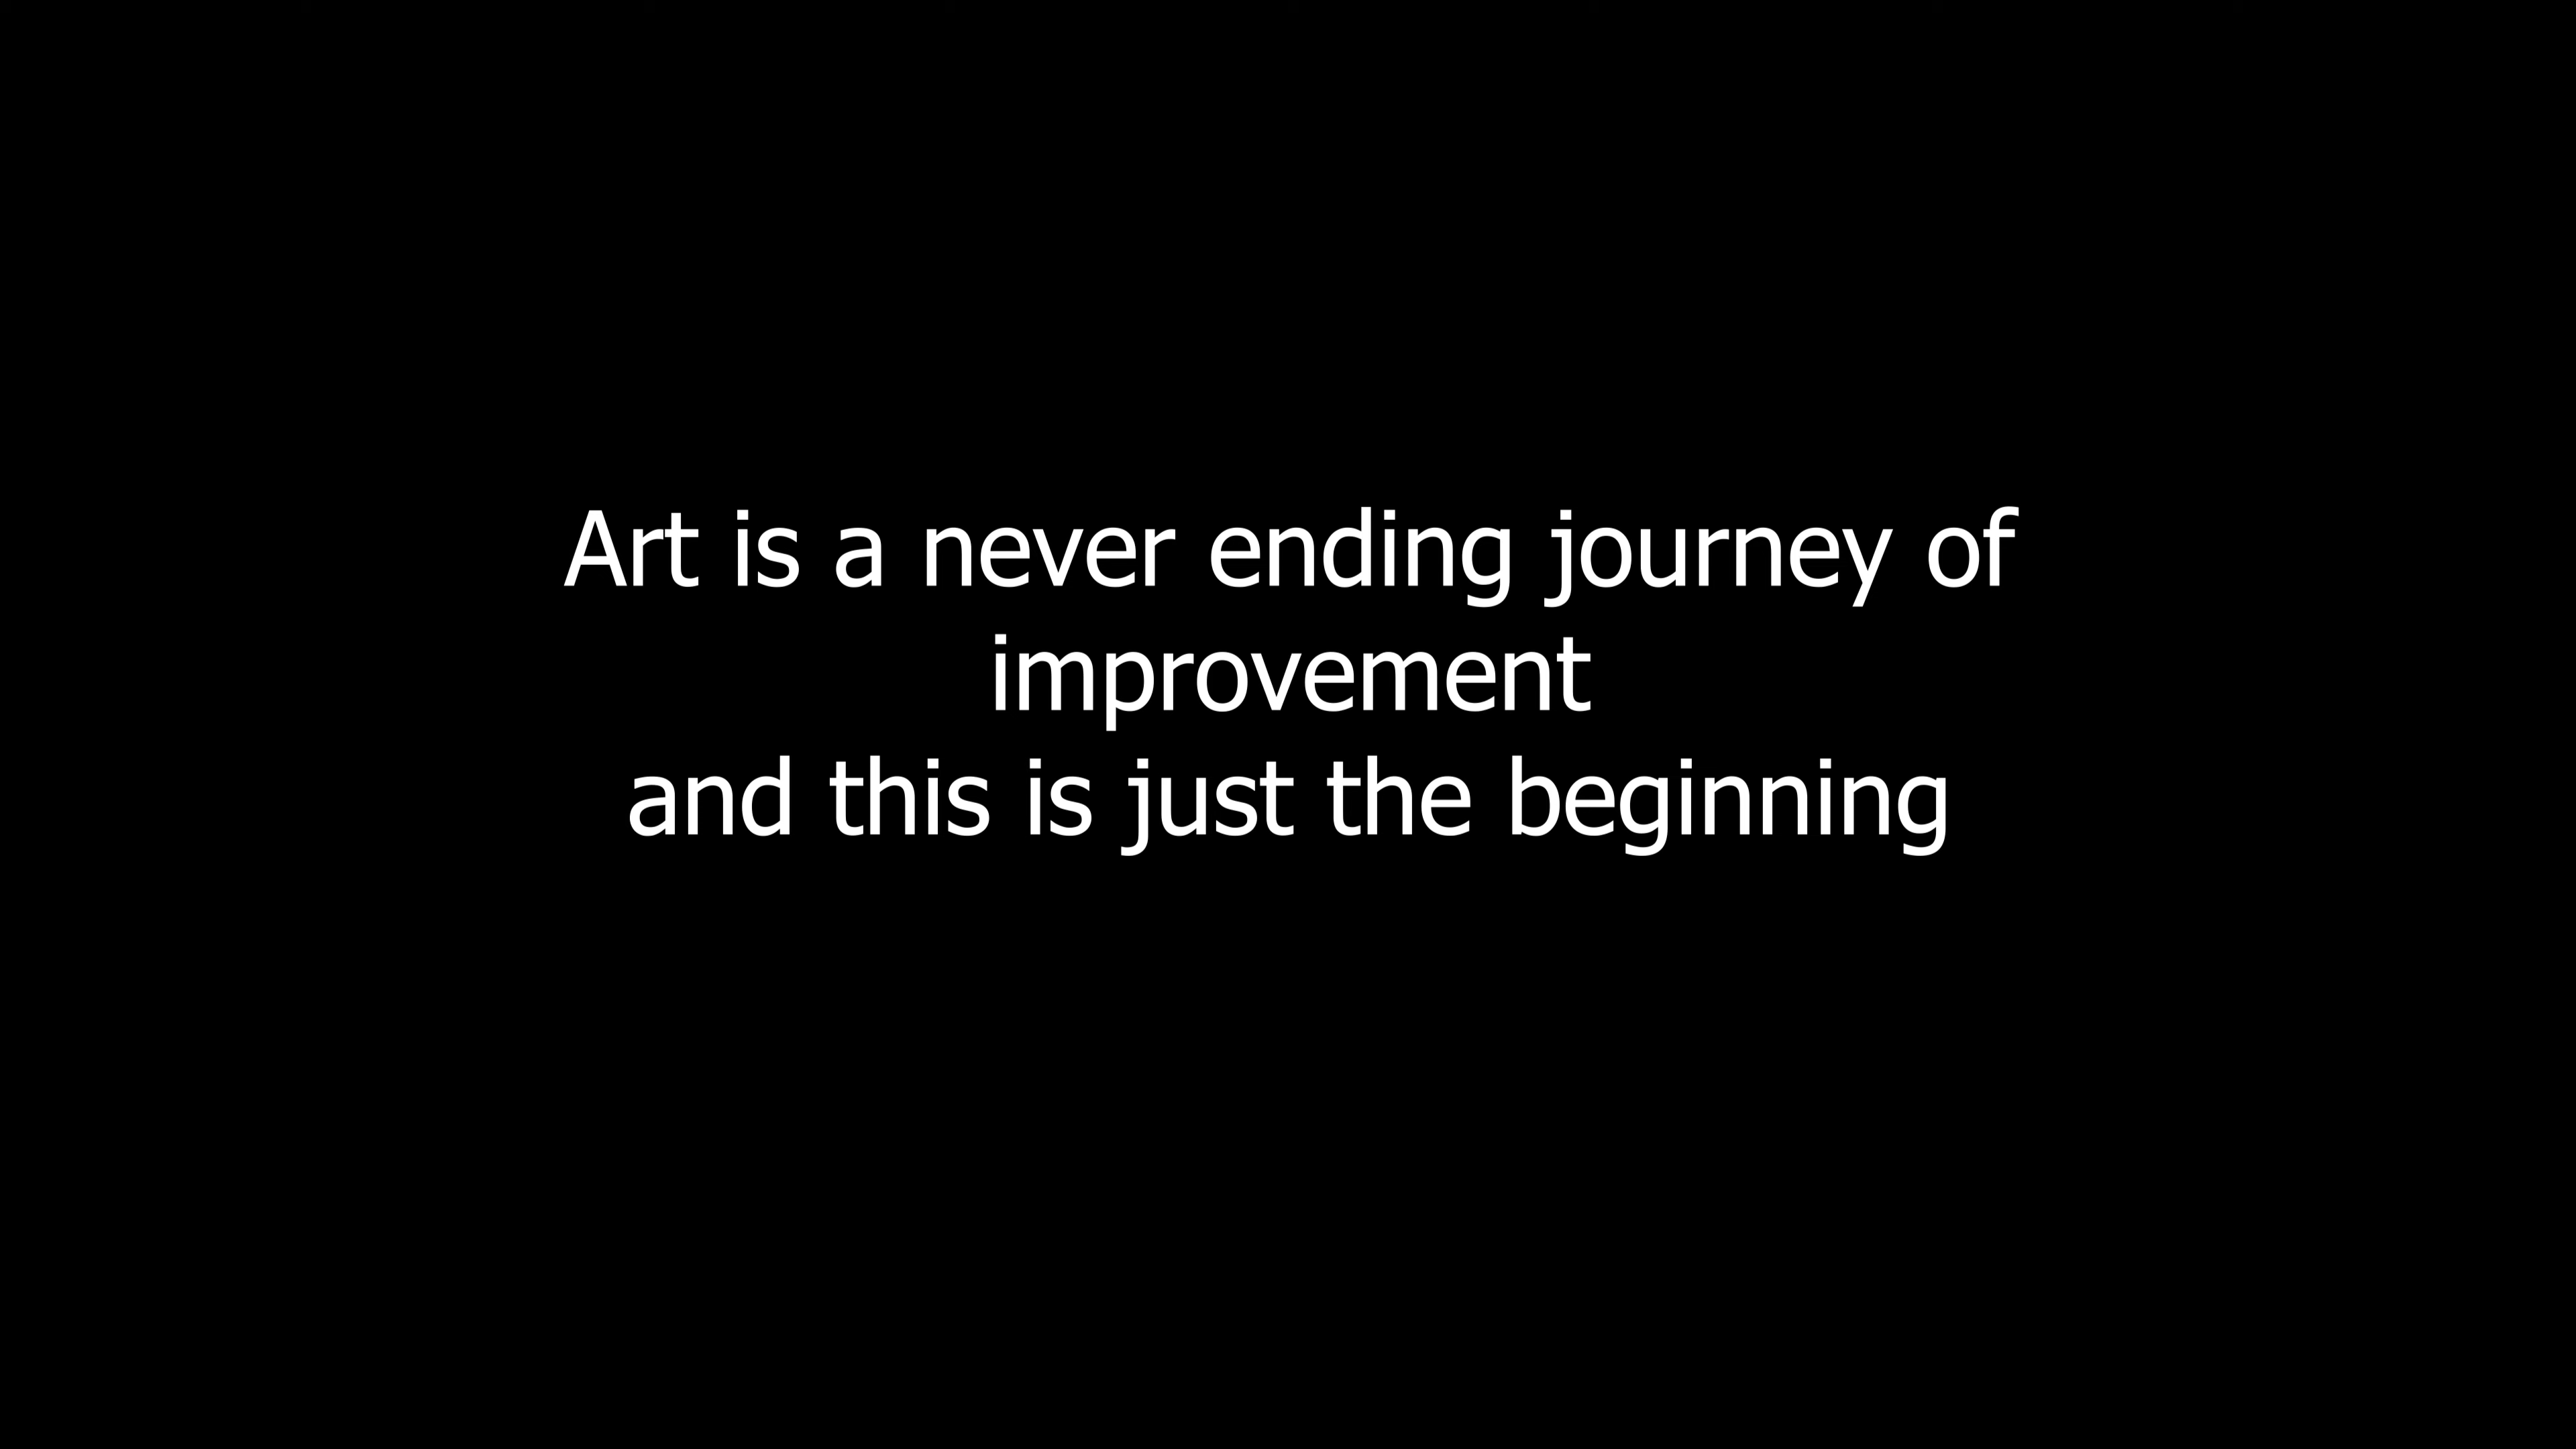 Art is a never ending journey of
improvement
and this is just the beginning